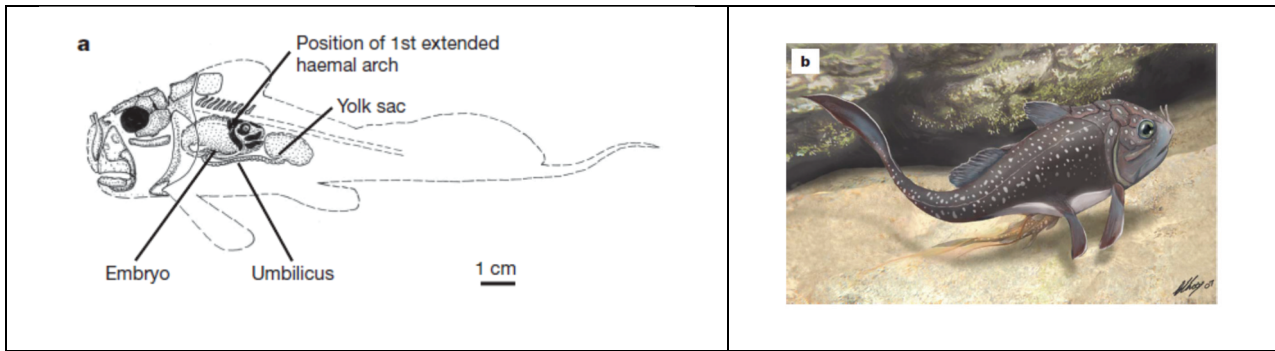 a
Position of 1st extended
haemal arch
Yolk sac
Embryo
Umbilicus
1 cm
b